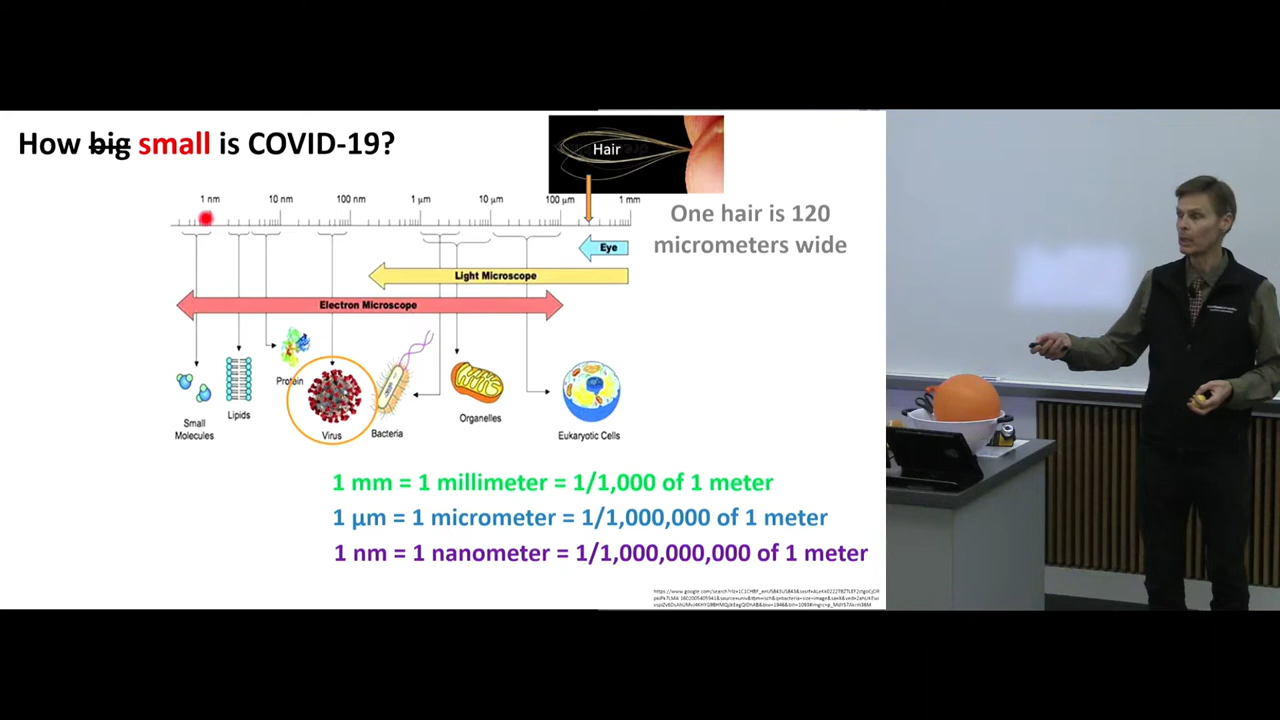 How big small is COVID-19?
Hair
1 nm 10 nm 100 nm 1 μm 10 μm 100 μm 1 mm
One hair is 120
micrometers wide
Eye
Light Microscope
Electron Microscope
Protein
Small
Molecules
Lipids
Virus
Bacteria
Organelles
Eukaryotic Cells
1 mm = 1 millimeter = 1/1,000 of 1 meter
1 μm = 1 micrometer = 1/1,000,000 of 1 meter
1 nm = 1 nanometer = 1/1,000,000,000 of 1 meter